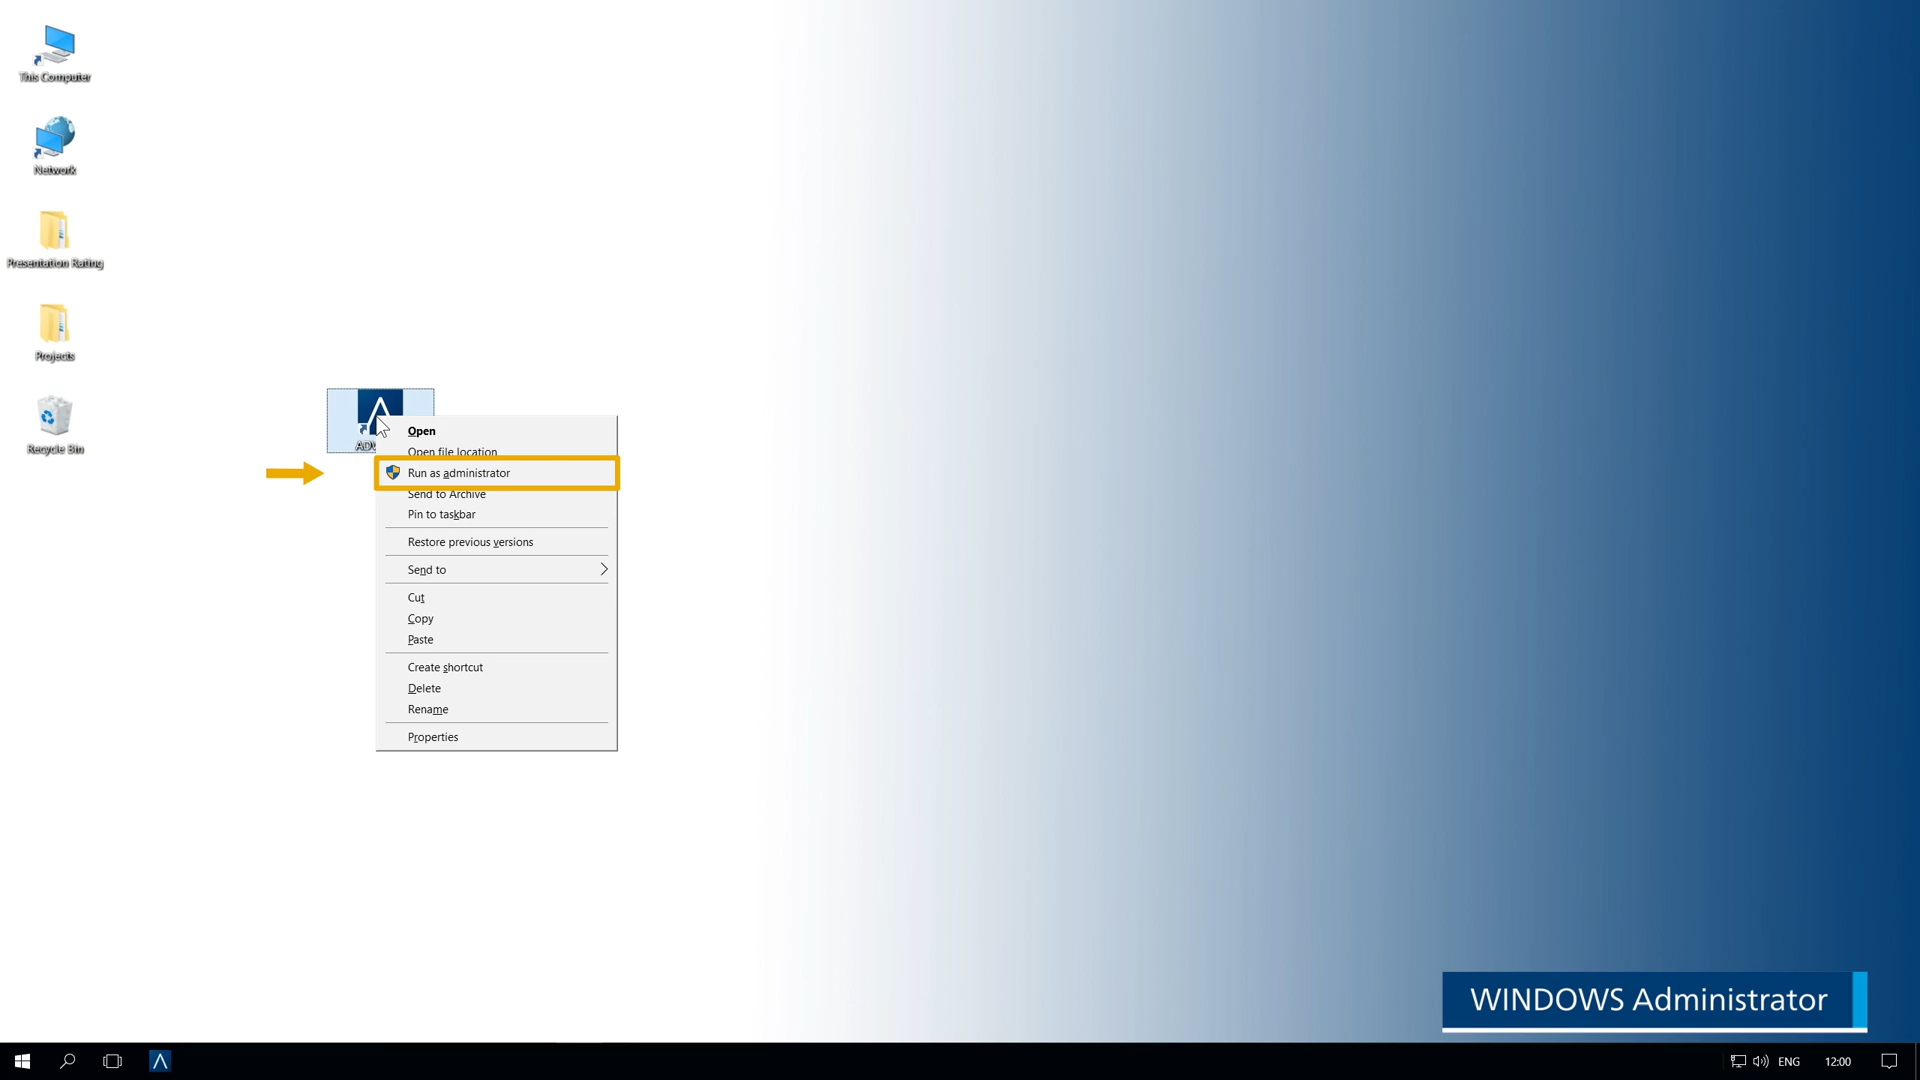 This Computer
Network
Presentation Rating
Projects
Recycle Bin
Open
Open file location
Run as administrator
Send to Archive
Pin to taskbar
Restore previous versions
Send to
Cut
Copy
Paste
Create shortcut
Delete
Rename
Properties
WINDOWS Administrator
ENG
12:00